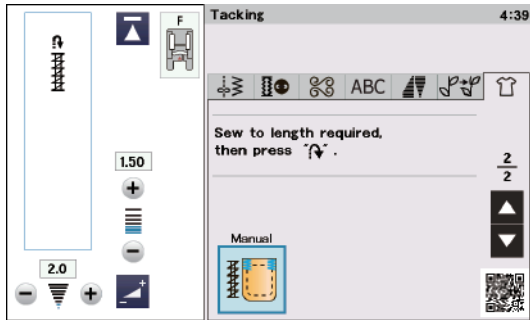 F
1.50
2.0
Tacking
4:39
ABC
Sew to length required,
then press "↷" .
2
2
Manual